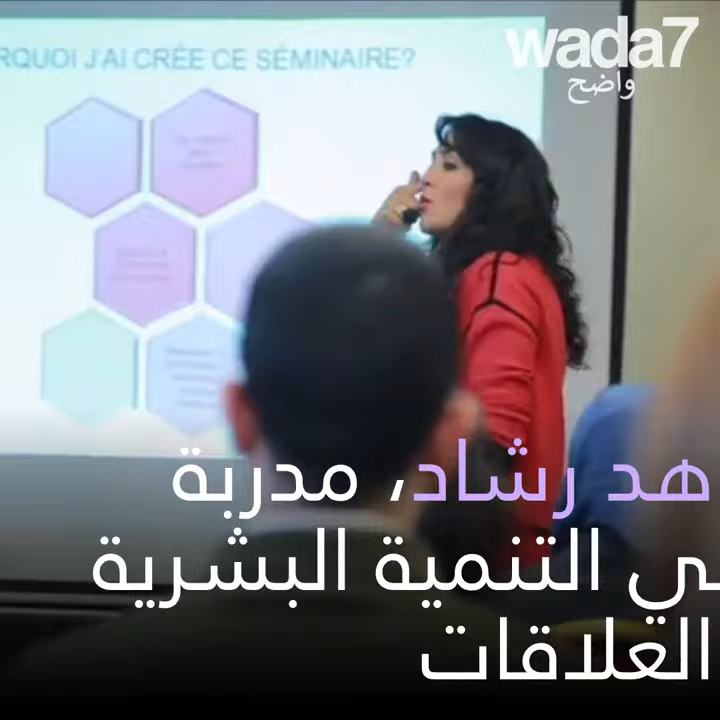 RQUOI J'AI CRÉE CE SÉMINAIRE?
wada7
واضح
هد رشاد، مدربة
ي التنمية البشرية
العلاقات